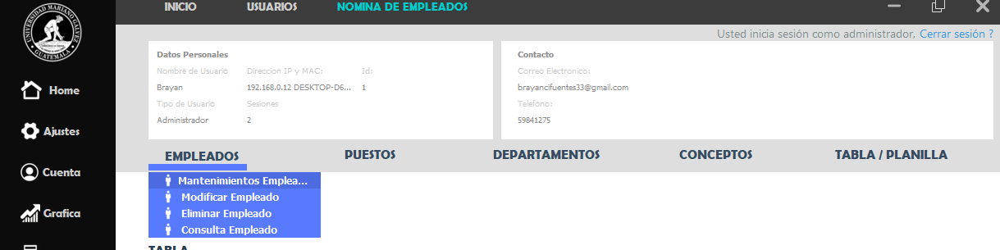 INICIO USUARIOS NOMINA DE EMPLEADOS
UNIVERSIDAD MARIANO GALVEZ
GUATEMALA
Usted inicia sesión como administrador, Cerrar sesión ?
Home
Ajustes
Cuenta
Grafica
Datos Personales
Nombre de Usuario Direccion IP y MAC: Id:
Brayan 192.168.0.12 DESKTOP-D6... 1
Tipo de Usuario Sesiones
Administrador 2
Contacto
Correo Electronico:
brayancifuentes33@gmail.com
Telefono:
59841275
EMPLEADOS PUESTOS DEPARTAMENTOS CONCEPTOS TABLA / PLANILLA
Mantenimientos Emplea...
Modificar Empleado
Eliminar Empleado
Consulta Empleado
TABLA